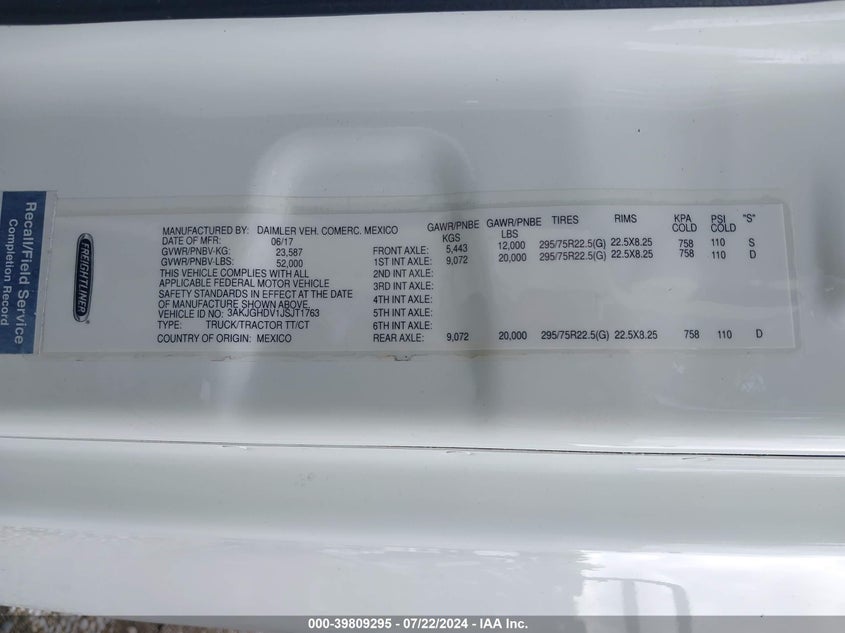 Recall/Field Service
Completion Record
FREIGHTLINER
MANUFACTURED BY: DAIMLER VEH. COMERC. MEXICO
DATE OF MFR: 06/17
GVWR/PNBV-KG: 23,587
GVWR/PNBV-LBS: 52,000
THIS VEHICLE COMPLIES WITH ALL
APPLICABLE FEDERAL MOTOR VEHICLE
SAFETY STANDARDS IN EFFECT AT THE DATE
OF MANUFACTURE SHOWN ABOVE.
VEHICLE ID NO: 3AKJGHDV1JSJT1763
TYPE: TRUCK/TRACTOR TT/CT
COUNTRY OF ORIGIN: MEXICO
GAWR/PNBE GAWR/PNBE TIRES RIMS KPA PSI "S"
KGS LBS COLD COLD
FRONT AXLE: 5,443 12,000 295/75R22.5(G) 22.5X8.25 758 110 S
1ST INT AXLE: 9,072 20,000 295/75R22.5(G) 22.5X8.25 758 110 D
2ND INT AXLE:
3RD INT AXLE:
4TH INT AXLE:
5TH INT AXLE:
6TH INT AXLE:
REAR AXLE: 9,072 20,000 295/75R22.5(G) 22.5X8.25 758 110 D
000-39809295 - 07/22/2024 - IAA Inc.